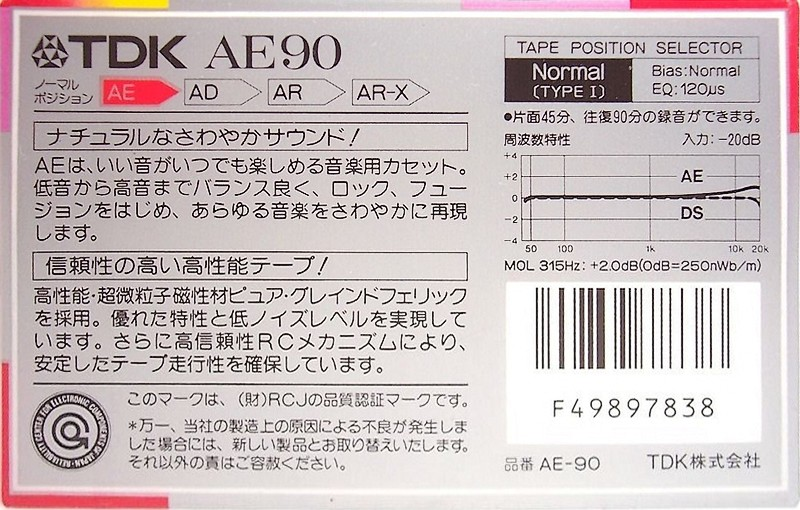 TDK AE90
ノーマル
ポジション
AE AD AR AR-X
ナチュラルなさわやかサウンド!
AEは、いい音がいつでも楽しめる音楽用カセット。
低音から高音までバランス良く、ロック、フュー
ジョンをはじめ、あらゆる音楽をさわやかに再現
します。
信頼性の高い高性能テープ!
高性能・超微粒子磁性材ピュア・グレインドフェリック
を採用。優れた特性と低ノイズレベルを実現して
います。さらに高信頼性RCメカニズムにより、
安定したテープ走行性を確保しています。
RELIABILITY CENTER FOR ELECTRONIC COMPONENTS OF JAPAN
このマークは、(財)RCJの品質認証マークです。
*万一、当社の製造上の原因による不良が発生しま
した場合には、新しい製品とお取り替えいたします。
それ以外の責はご容赦ください。
TAPE POSITION SELECTOR
Normal
(TYPE I)
Bias:Normal
EQ:120μs
●片面45分、往復90分の録音ができます。
周波数特性 入力:-20dB
+4
+2
0
-2
-4
AE
DS
50 100 1k 10k 20k
MOL 315Hz: +2.0dB(0dB=250nWb/m)
F49897838
品番 AE-90 TDK株式会社